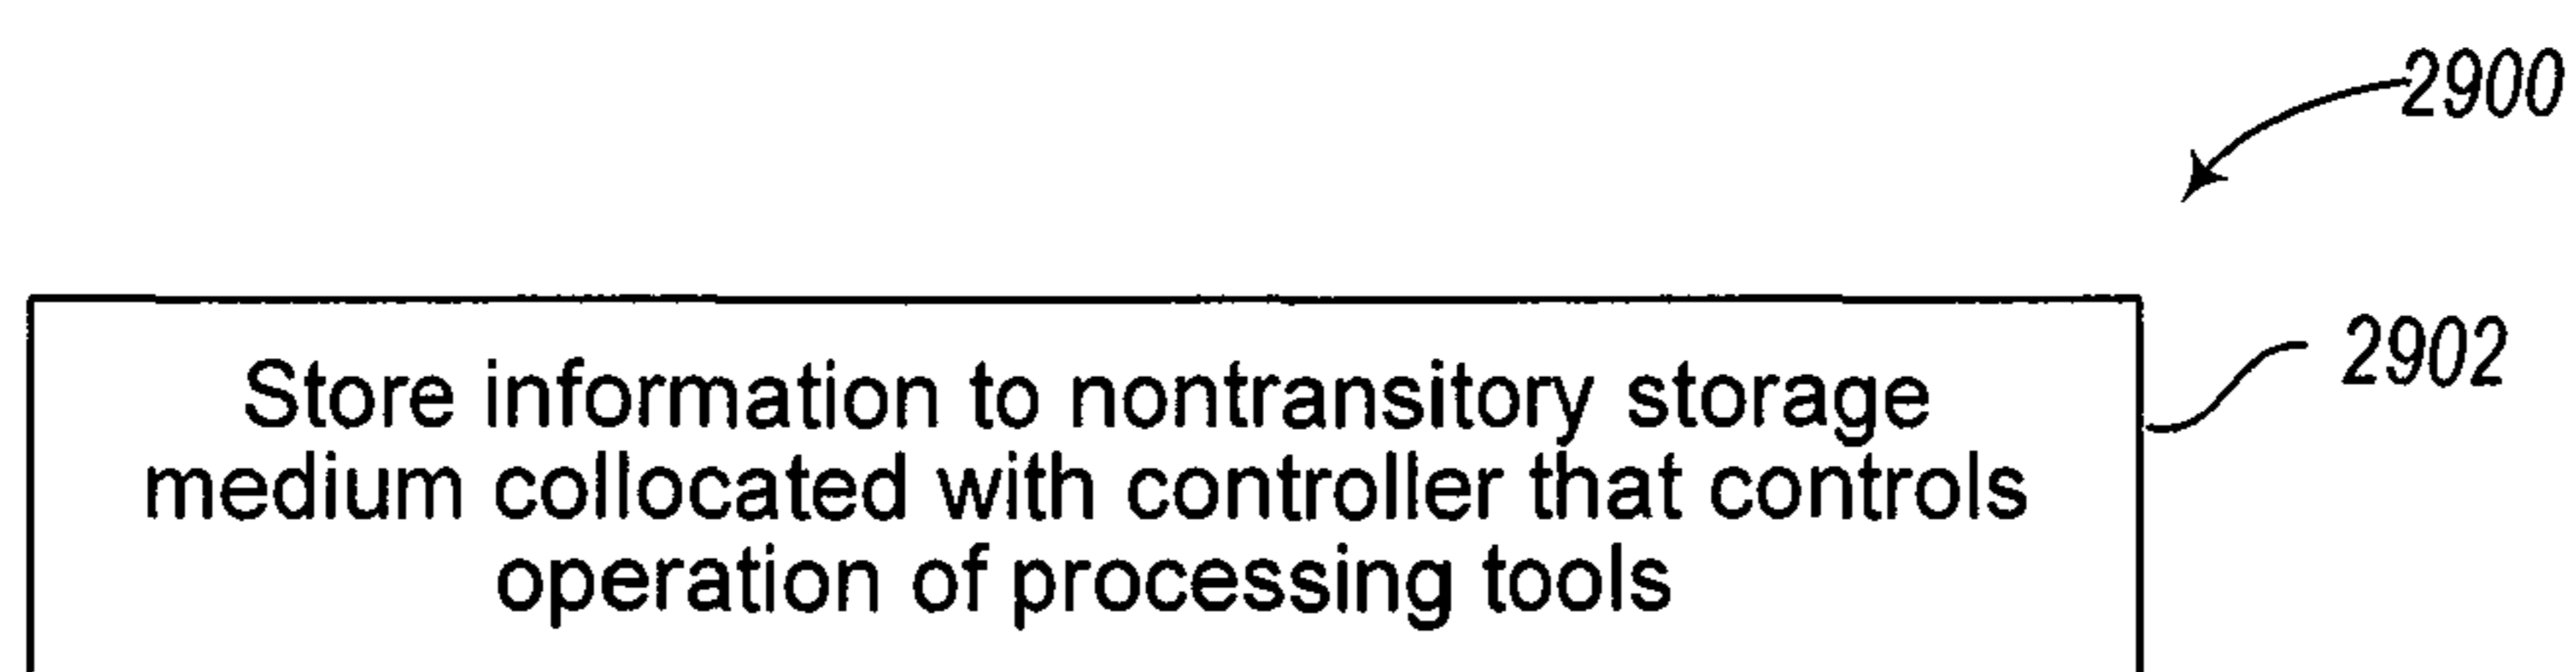 2900
2902
Store information to nontransitory storage
medium collocated with controller that controls
operation of processing tools